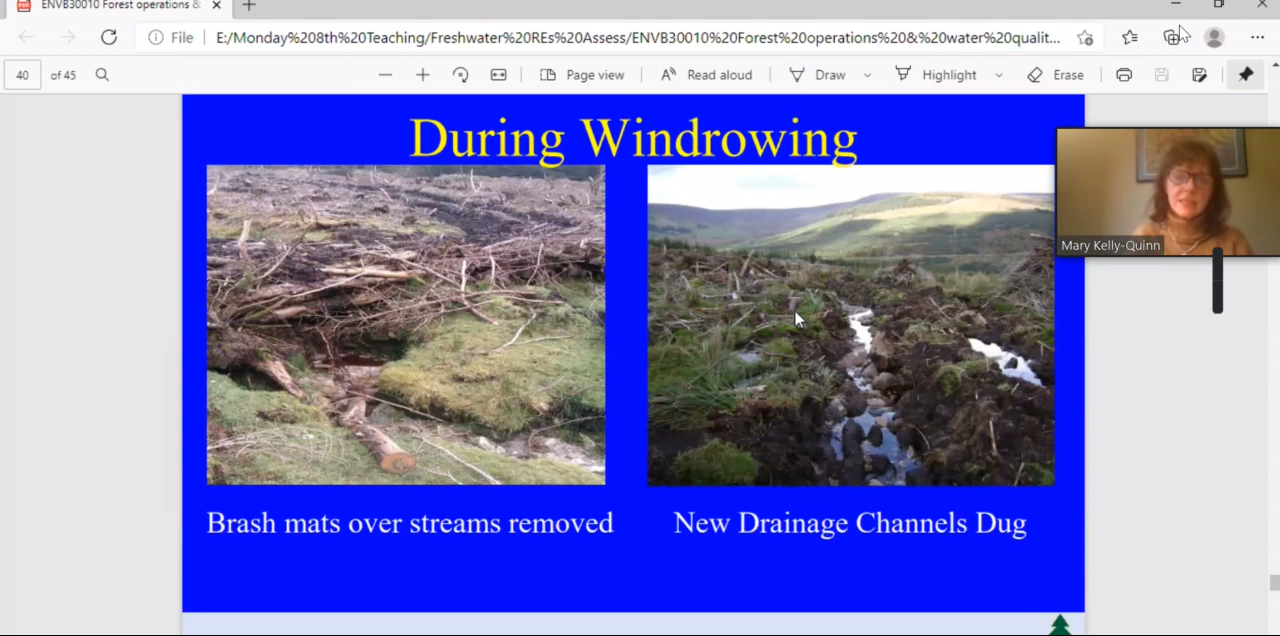 ENVB30010 Forest operations &
File
E:/Monday%208th%20Teaching/Freshwater%20REs%20Assess/ENVB30010%20Forest%20operations%20&%20water%20qualit...
40 of 45
Page view
Read aloud
Draw
Highlight
Erase
During Windrowing
Mary Kelly-Quinn
Brash mats over streams removed
New Drainage Channels Dug